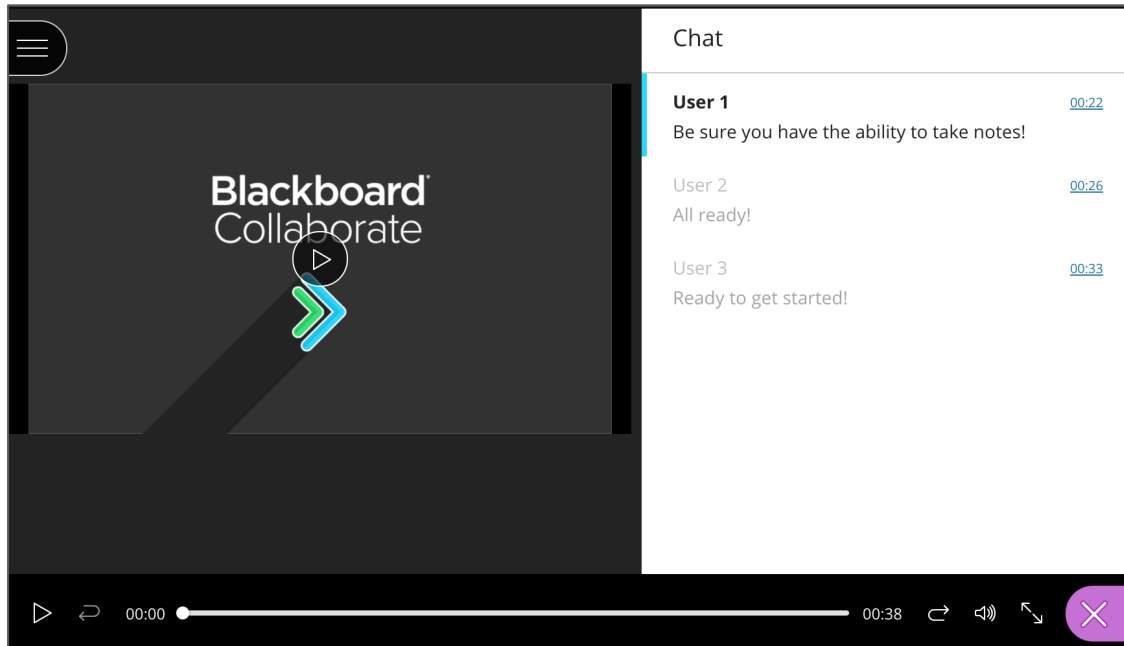 Chat
Blackboard
Collaborate
User 1 00:22
Be sure you have the ability to take notes!
User 2 00:26
All ready!
User 3 00:33
Ready to get started!
00:00 00:38